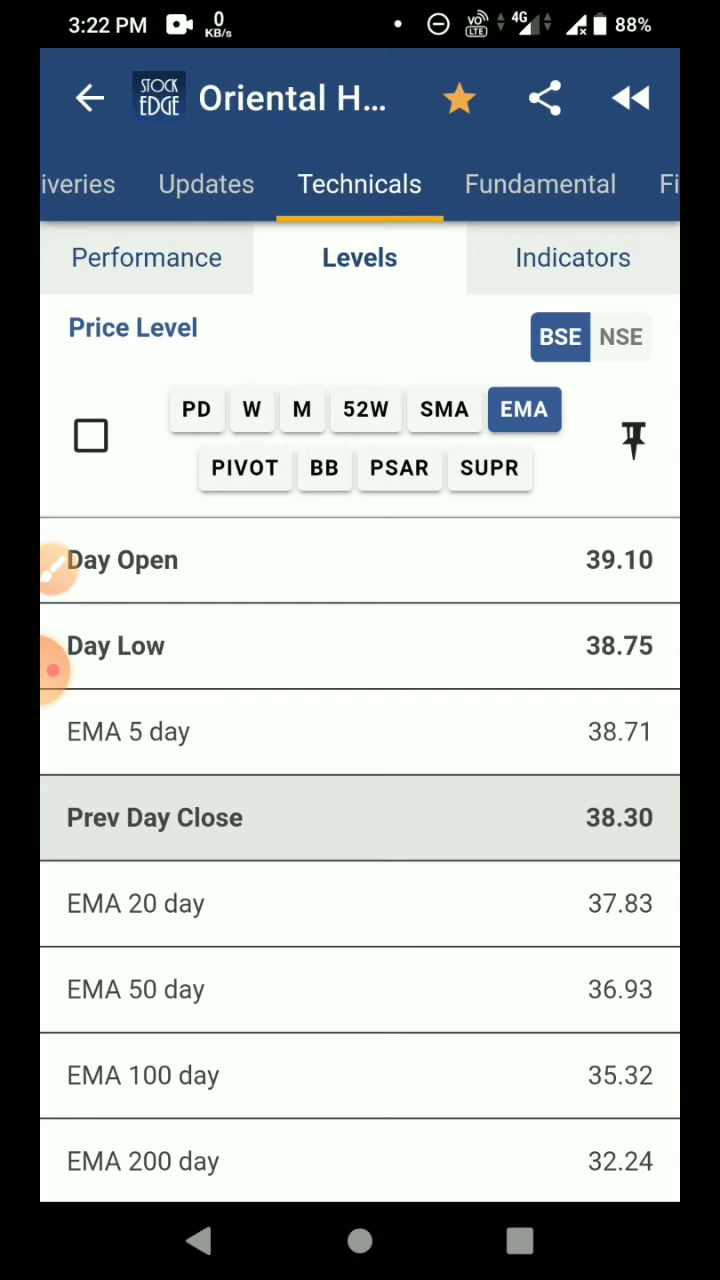 3:22 PM 0 KB/s VO LTE 4G 88%
STOCK EDGE Oriental H...
iveries Updates Technicals Fundamental Fi
Performance Levels Indicators
Price Level BSE NSE
PD W M 52W SMA EMA
PIVOT BB PSAR SUPR
Day Open 39.10
Day Low 38.75
EMA 5 day 38.71
Prev Day Close 38.30
EMA 20 day 37.83
EMA 50 day 36.93
EMA 100 day 35.32
EMA 200 day 32.24